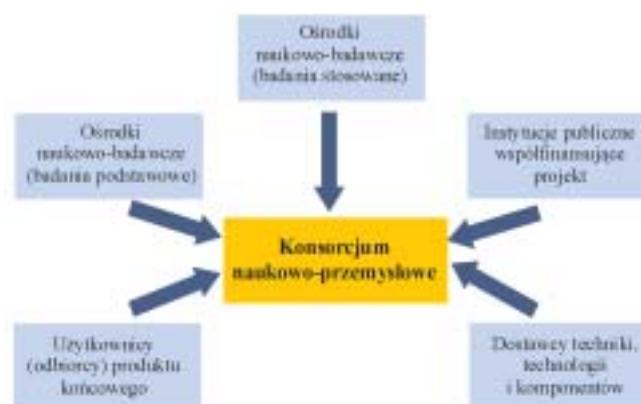 Ośrodki
naukowo-badawcze
(badania stosowane)
Ośrodki
naukowo-badawcze
(badania podstawowe)
Instytucje publiczne
współfinansujące
projekt
Konsorcjum
naukowo-przemysłowe
Użytkownicy
(odbiorcy) produktu
końcowego
Dostawcy techniki,
technologii
i komponentów